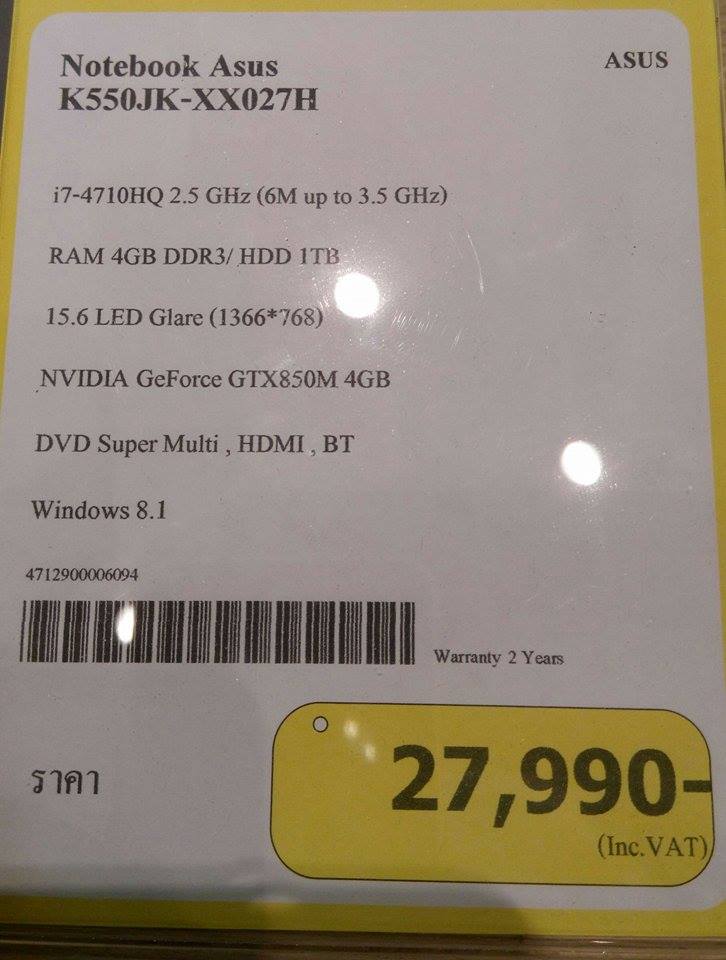 Notebook Asus
ASUS
K550JK-XX027H
i7-4710HQ 2.5 GHz (6M up to 3.5 GHz)
RAM 4GB DDR3/ HDD 1TB
15.6 LED Glare (1366*768)
NVIDIA GeForce GTX850M 4GB
DVD Super Multi , HDMI , BT
Windows 8.1
4712900006094
Warranty 2 Years
ราคา
27,990-
(Inc.VAT)